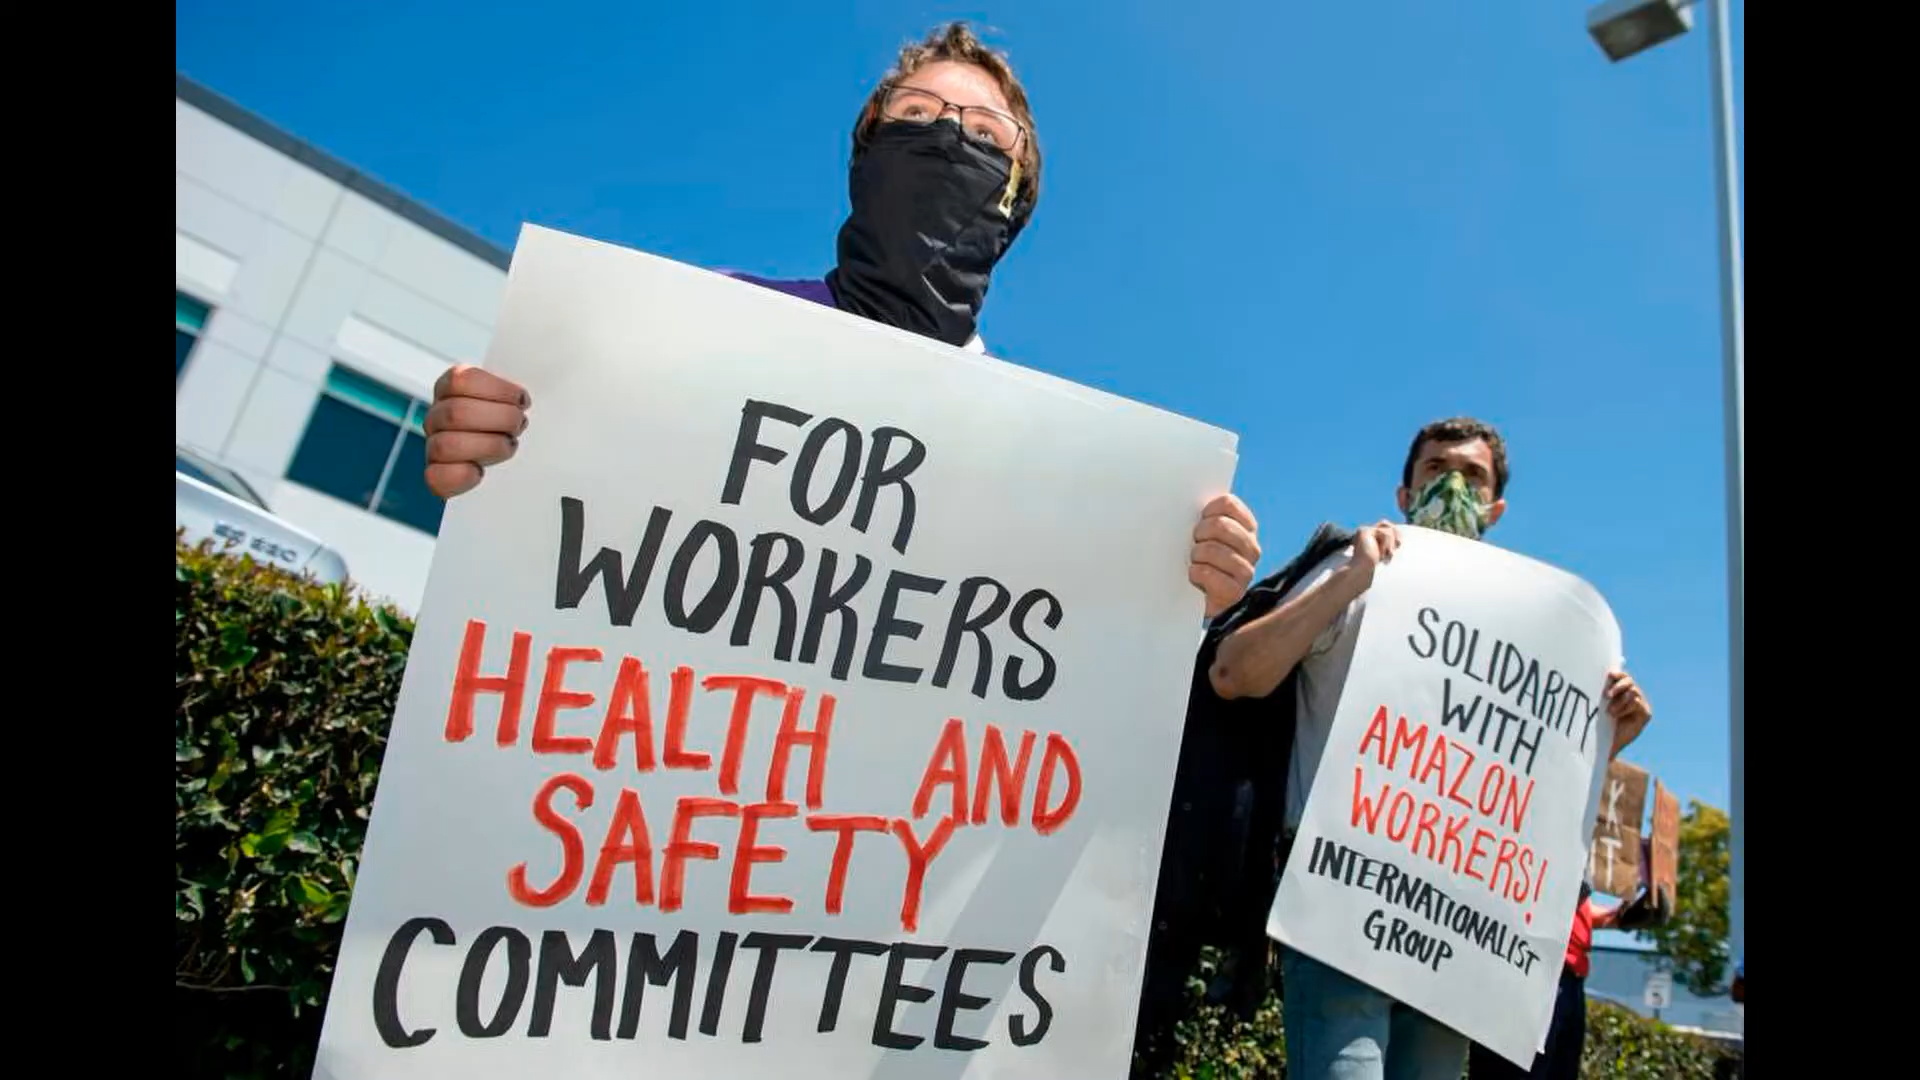 FOR
WORKERS
HEALTH AND
SAFETY
COMMITTEES
SOLIDARITY
WITH
AMAZON
WORKERS!
INTERNATIONALIST
GROUP
K
T